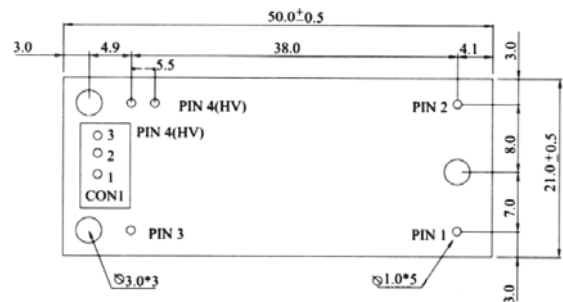 50.0±0.5
3.0 4.9 38.0 4.1 3.0
5.5
PIN 4(HV) PIN 2
3 PIN 4(HV)
2
1
CON1
8.0
21.0±0.5
7.0
PIN 3 PIN 1
∅3.0*3 ∅1.0*5 3.0